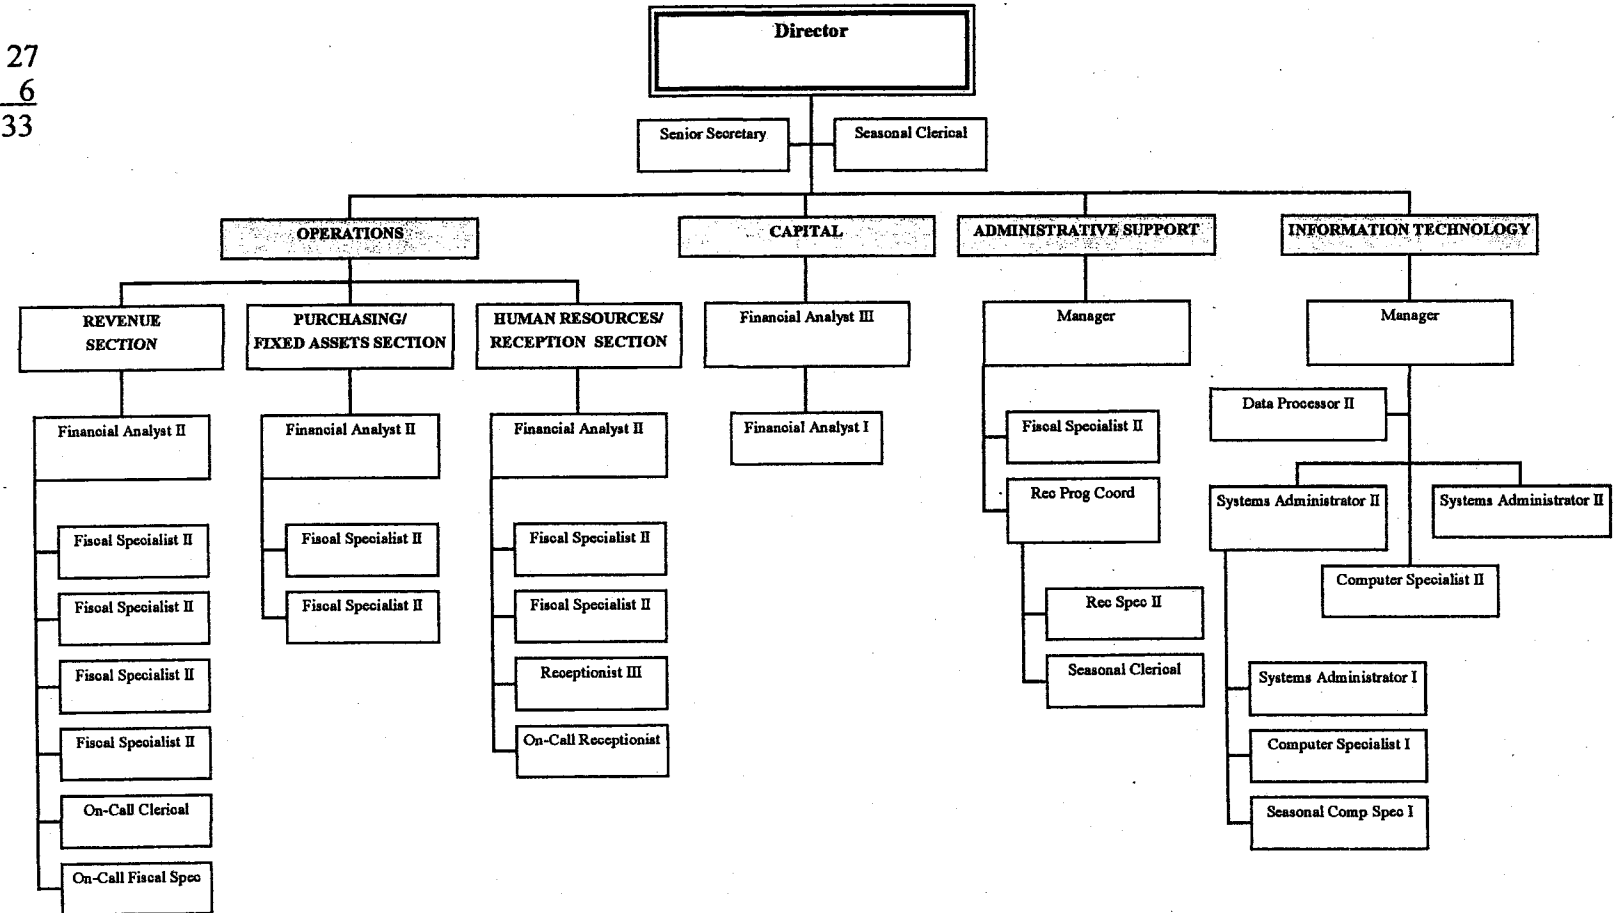 27
6
33
Director
Senior Secretary
Seasonal Clerical
OPERATIONS
CAPITAL
ADMINISTRATIVE SUPPORT
INFORMATION TECHNOLOGY
REVENUE
SECTION
PURCHASING/
FIXED ASSETS SECTION
HUMAN RESOURCES/
RECEPTION SECTION
Financial Analyst III
Manager
Manager
Financial Analyst II
Financial Analyst II
Financial Analyst II
Financial Analyst I
Fiscal Specialist II
Rec Prog Coord
Data Processor II
Systems Administrator II
Systems Administrator II
Computer Specialist II
Fiscal Specialist II
Fiscal Specialist II
Fiscal Specialist II
Fiscal Specialist II
On-Call Clerical
On-Call Fiscal Spec
Fiscal Specialist II
Fiscal Specialist II
Fiscal Specialist II
Fiscal Specialist II
Receptionist III
On-Call Receptionist
Rec Spec II
Seasonal Clerical
Systems Administrator I
Computer Specialist I
Seasonal Comp Spec I